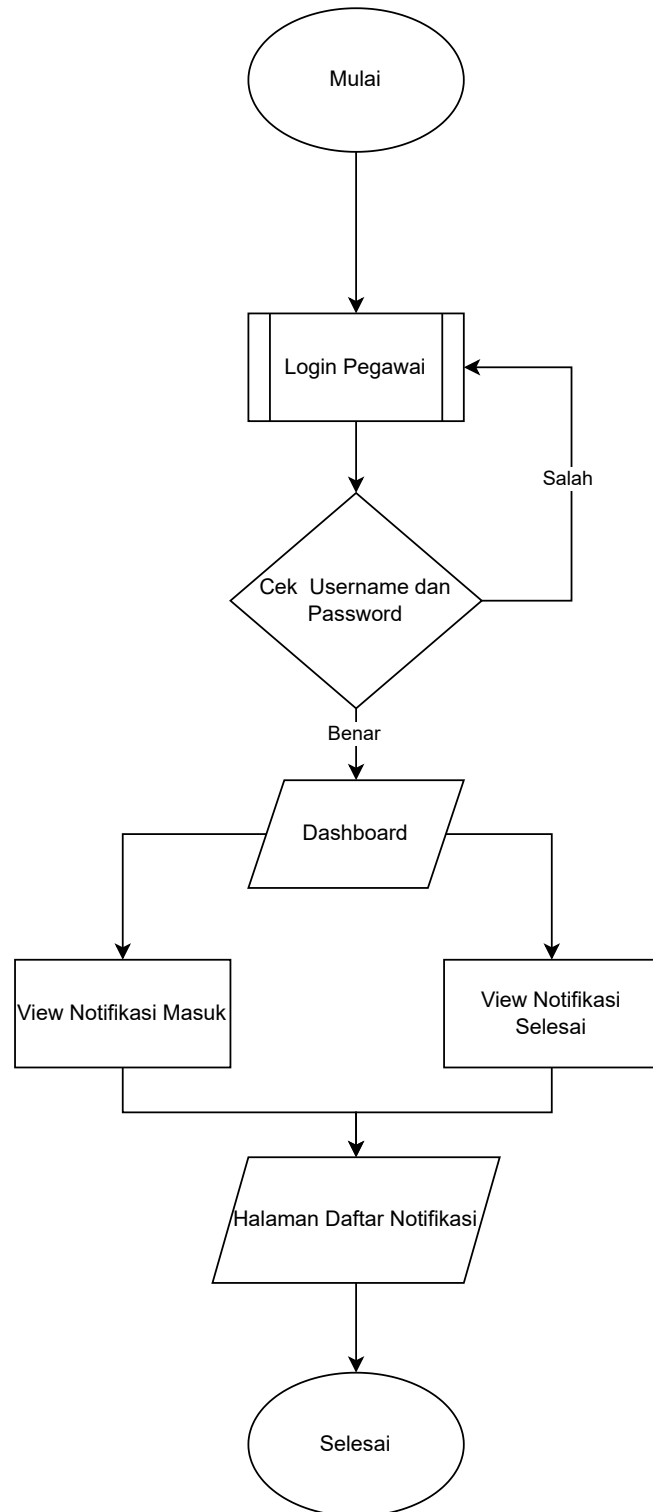 Mulai
Login Pegawai
Salah
Cek  Username dan
Password
Benar
Dashboard
View Notifikasi Masuk
View Notifikasi
Selesai
Halaman Daftar Notifikasi
Selesai